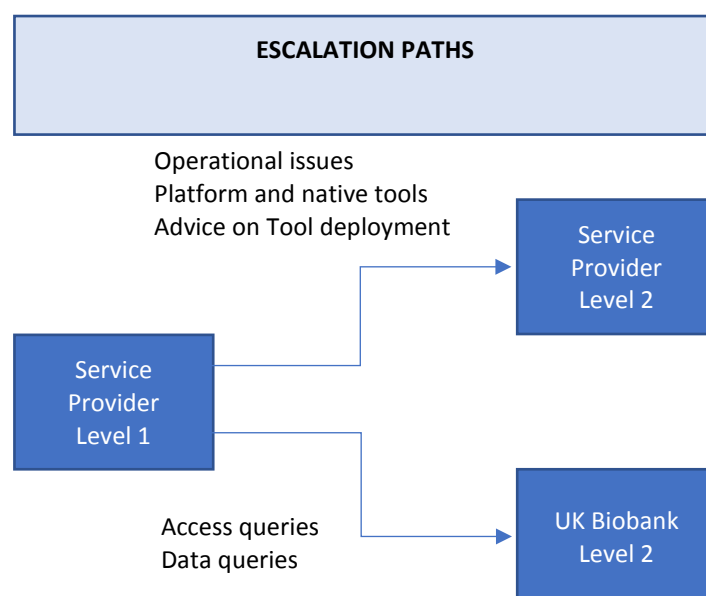 ESCALATION PATHS
Operational issues
Platform and native tools
Advice on Tool deployment
Service
Provider
Level 2
Service
Provider
Level 1
Access queries
Data queries
UK Biobank
Level 2